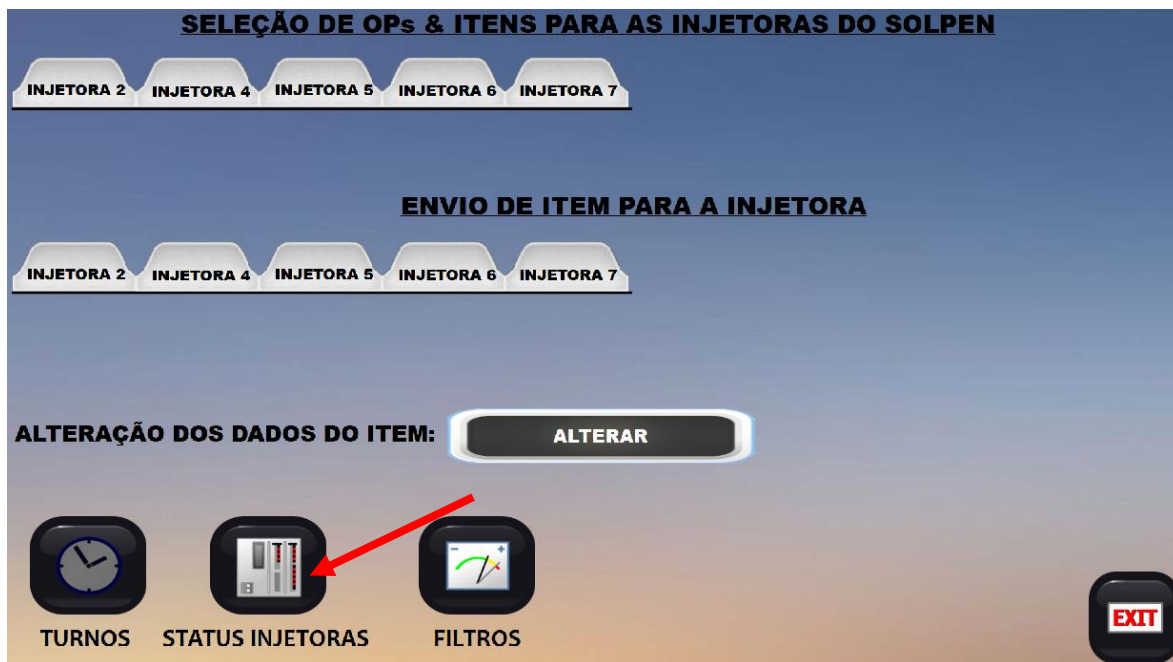 SELEÇÃO DE OPs & ITENS PARA AS INJETORAS DO SOLPEN
INJETORA 2 INJETORA 4 INJETORA 5 INJETORA 6 INJETORA 7
ENVIO DE ITEM PARA A INJETORA
INJETORA 2 INJETORA 4 INJETORA 5 INJETORA 6 INJETORA 7
ALTERAÇÃO DOS DADOS DO ITEM: ALTERAR
EXIT
TURNOS STATUS INJETORAS FILTROS